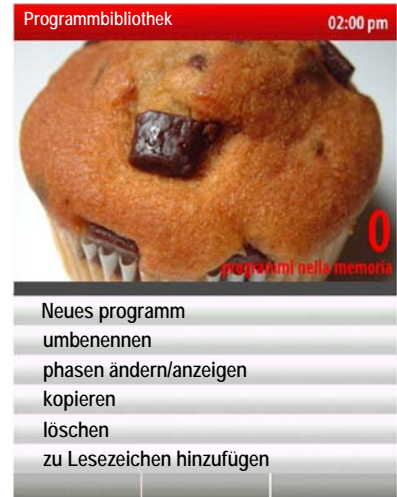 Programmbibliothek 02:00 pm
0
programmi nella memoria
Neues programm
umbenennen
phasen ändern/anzeigen
kopieren
löschen
zu Lesezeichen hinzufügen